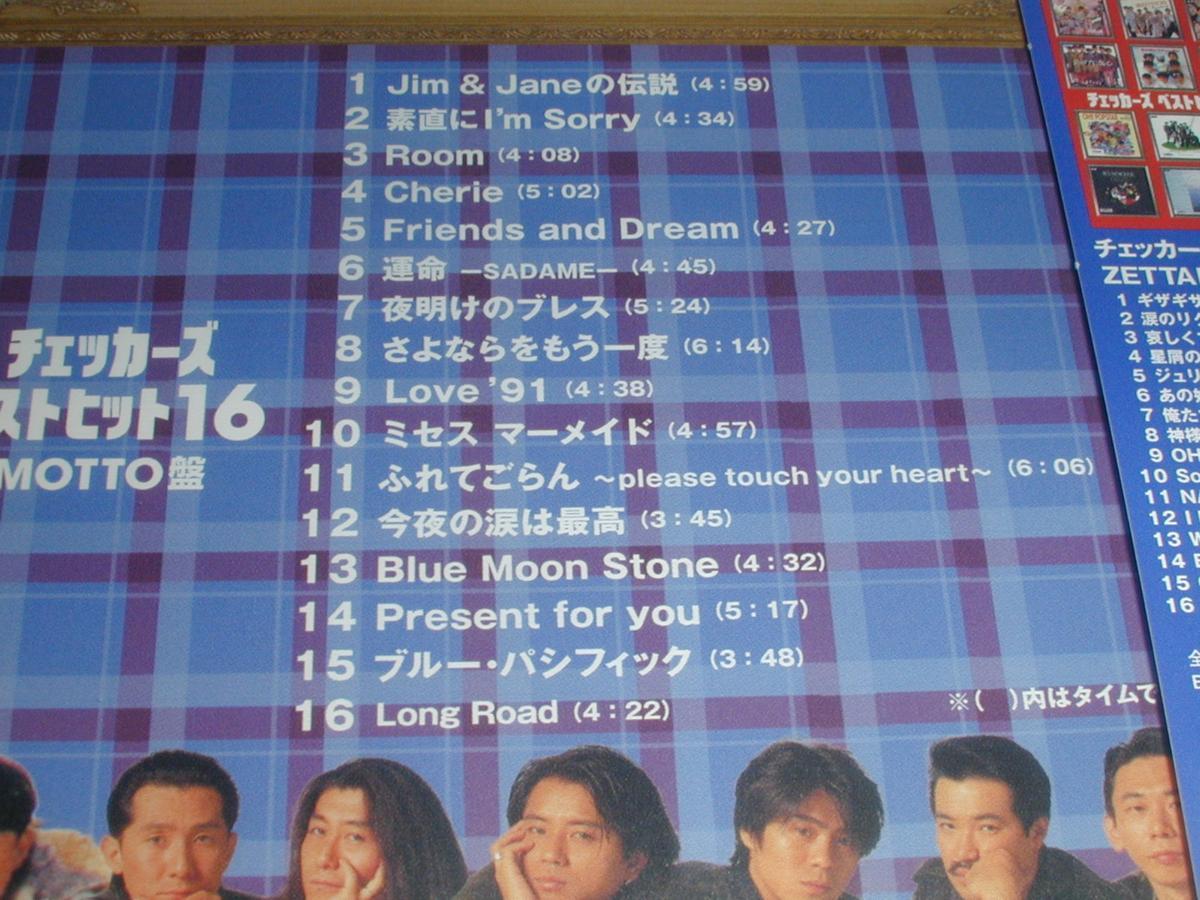 1 Jim & Janeの伝説 (4:59)
2 素直にI'm Sorry (4:34)
3 Room (4:08)
4 Cherie (5:02)
5 Friends and Dream (4:27)
6 運命 —SADAME— (4:45)
7 夜明けのブレス (5:24)
8 さよならをもう一度 (6:14)
9 Love '91 (4:38)
10 ミセス マーメイド (4:57)
11 ふれてごらん ～please touch your heart～ (6:06)
12 今夜の涙は最高 (3:45)
13 Blue Moon Stone (4:32)
14 Present for you (5:17)
15 ブルー・パシフィック (3:48)
16 Long Road (4:22)
※( )内はタイムで
チェッカーズ
ストヒット16
MOTTO盤
チェッカーズ ベスト
チェッカー
ZETTA
1 ギザギザ
2 涙のリク
3 哀しくて
4 星屑の
5 ジュリ
6 あの
7 俺た
8 神様
9 OH
10 So
11 NA
12 I
13 W
14
15
16
全